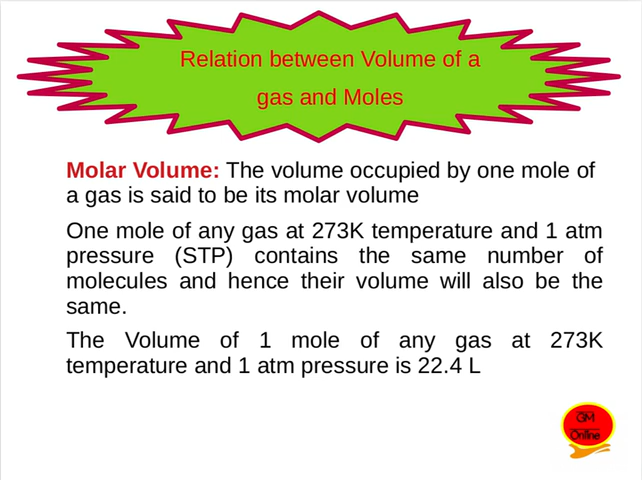 Relation between Volume of a
gas and Moles
Molar Volume: The volume occupied by one mole of
a gas is said to be its molar volume
One mole of any gas at 273K temperature and 1 atm
pressure (STP) contains the same number of
molecules and hence their volume will also be the
same.
The Volume of 1 mole of any gas at 273K
temperature and 1 atm pressure is 22.4 L
GM
Online